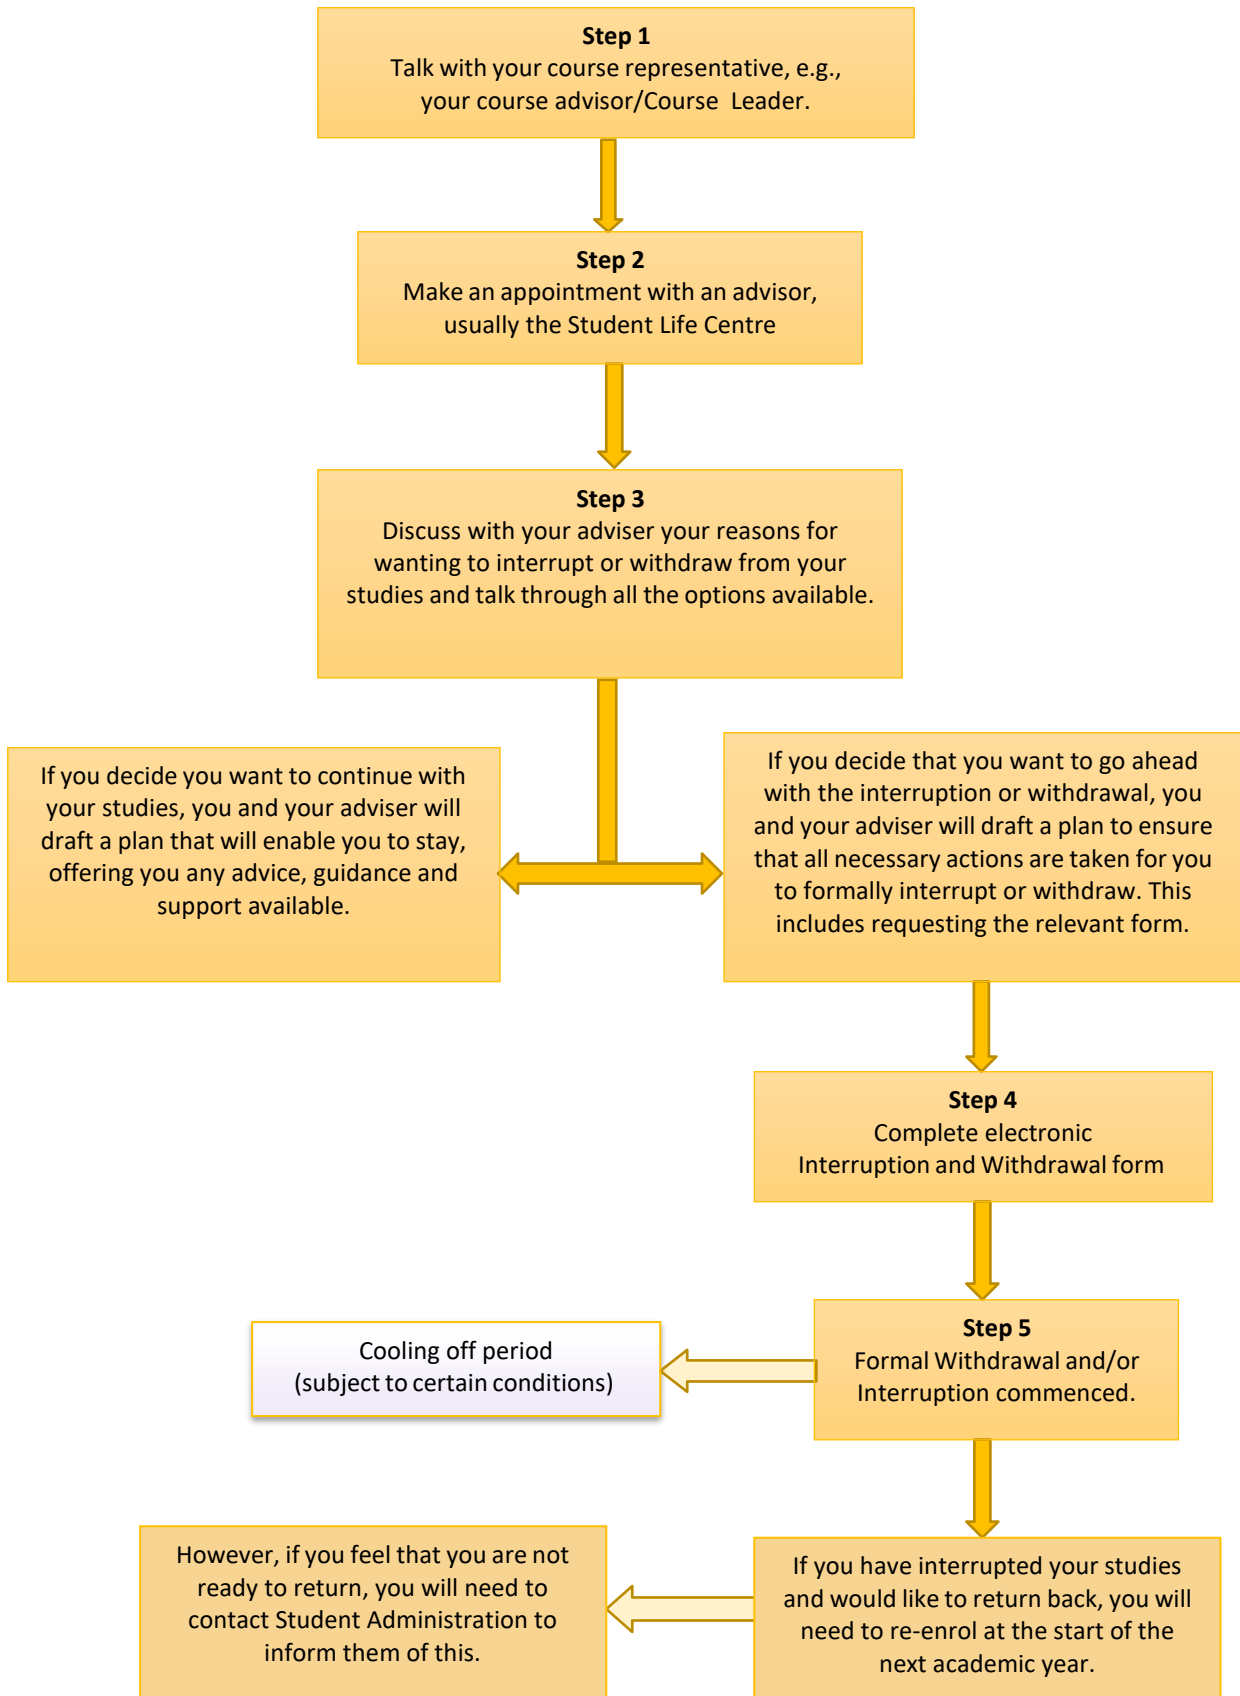 Step 1
Talk with your course representative, e.g.,
your course advisor/Course Leader.
Step 2
Make an appointment with an advisor,
usually the Student Life Centre
Step 3
Discuss with your adviser your reasons for
wanting to interrupt or withdraw from your
studies and talk through all the options available.
If you decide you want to continue with
your studies, you and your adviser will
draft a plan that will enable you to stay,
offering you any advice, guidance and
support available.
If you decide that you want to go ahead
with the interruption or withdrawal, you
and your adviser will draft a plan to ensure
that all necessary actions are taken for you
to formally interrupt or withdraw. This
includes requesting the relevant form.
Step 4
Complete electronic
Interruption and Withdrawal form
Step 5
Formal Withdrawal and/or
Interruption commenced.
Cooling off period
(subject to certain conditions)
If you have interrupted your studies
and would like to return back, you will
need to re-enrol at the start of the
next academic year.
However, if you feel that you are not
ready to return, you will need to
contact Student Administration to
inform them of this.